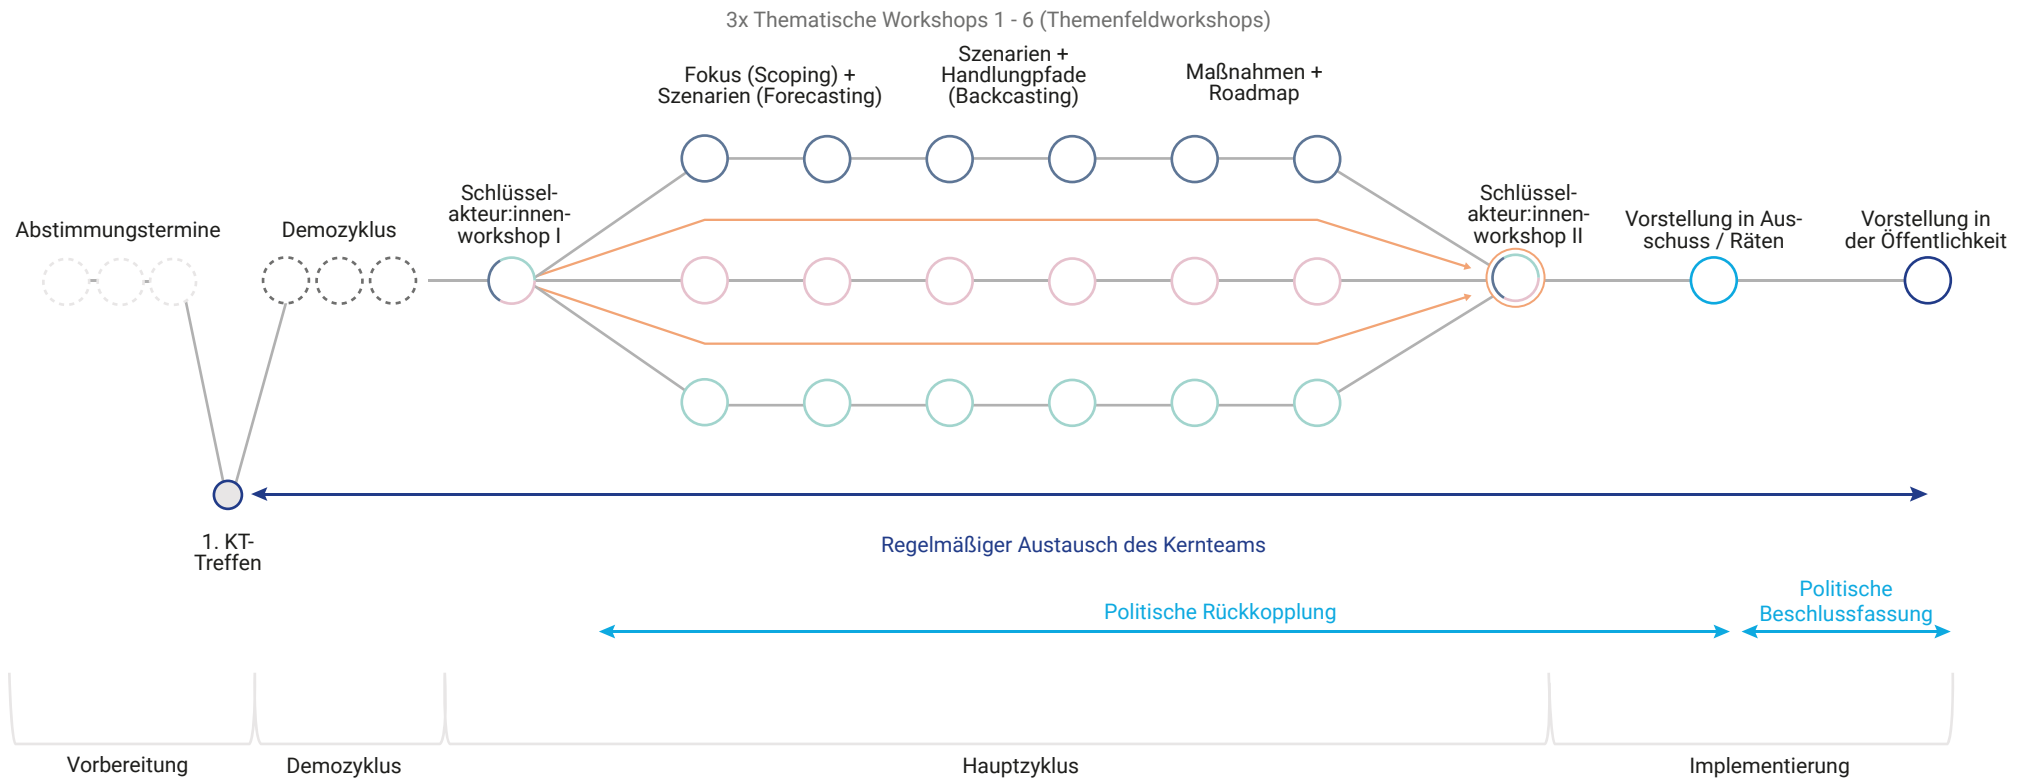 3x Thematische Workshops 1 - 6 (Themenfeldworkshops)
Fokus (Scoping) +
Szenarien (Forecasting)
Szenarien +
Handlungpfade
(Backcasting)
Maßnahmen +
Roadmap
Abstimmungstermine
Demozyklus
Schlüssel-
akteur:innen-
workshop I
Schlüssel-
akteur:innen-
workshop II
Vorstellung in Aus-
schuss / Räten
Vorstellung in
der Öffentlichkeit
1. KT-
Treffen
Regelmäßiger Austausch des Kernteams
Politische Rückkopplung
Politische
Beschlussfassung
Vorbereitung
Demozyklus
Hauptzyklus
Implementierung